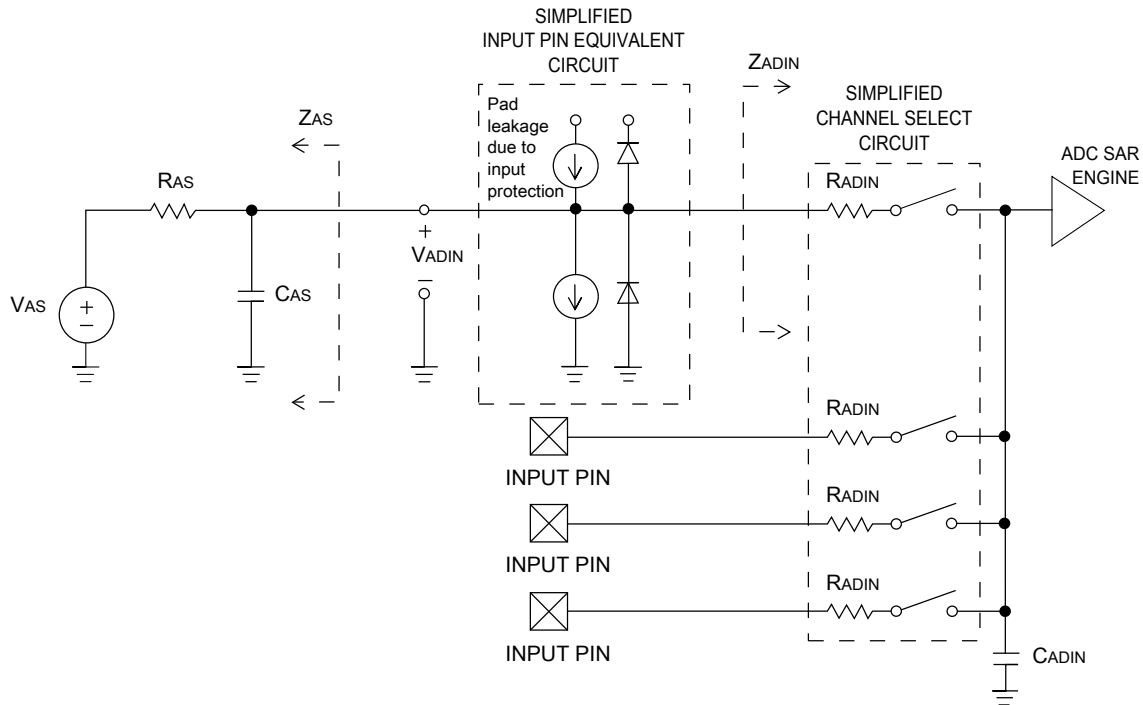 SIMPLIFIED
INPUT PIN EQUIVALENT
CIRCUIT
Pad
leakage
due to
input
protection
ZAS
ZADIN
SIMPLIFIED
CHANNEL SELECT
CIRCUIT
ADC SAR
ENGINE
RAS
RADIN
+
VADIN
–
CAS
VAS
+
-
RADIN
INPUT PIN
RADIN
INPUT PIN
RADIN
INPUT PIN
CADIN